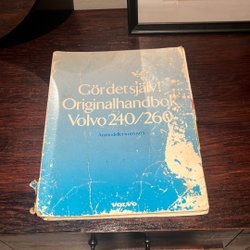 Gör det själv!
Originalhandbok
Volvo 240/260
VOLVO